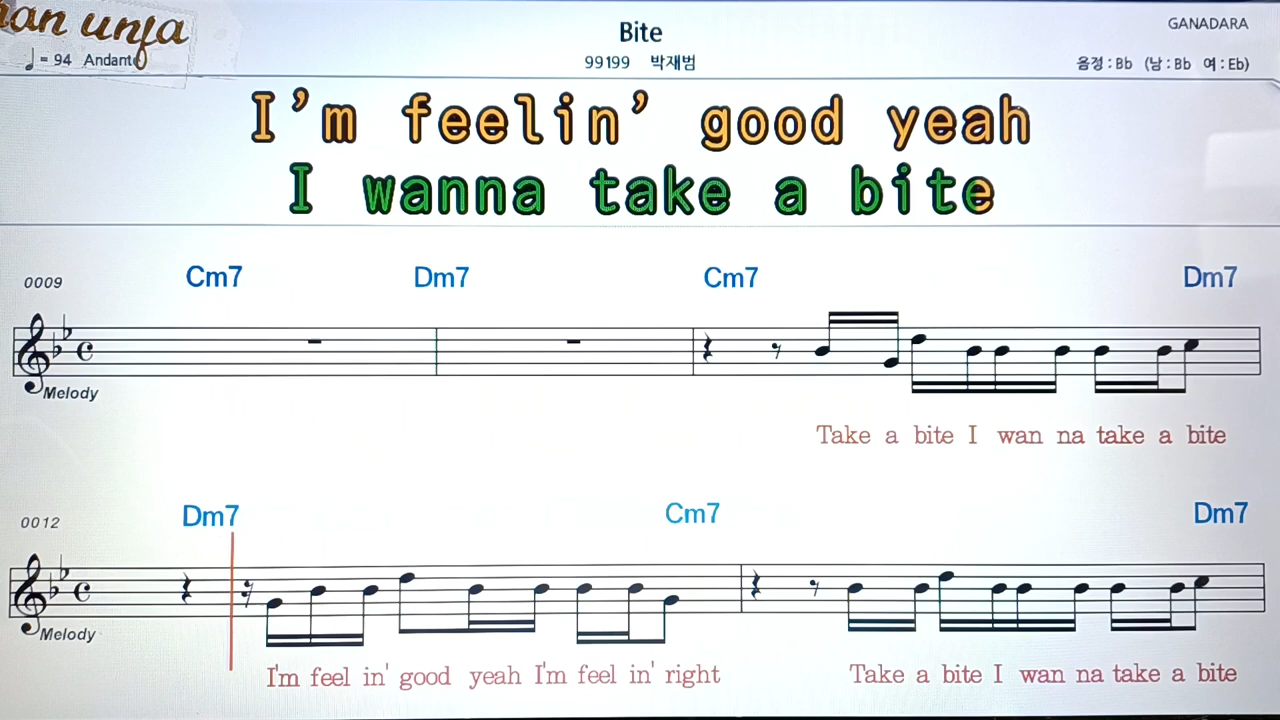 unja
Bite
GANADARA
♩= 94 Andante
99199 박재범
음정 : Bb (남 : Bb 여 : Eb)
I'm feelin' good yeah
I wanna take a bite
0009
Cm7 Dm7 Cm7 Dm7
Melody
Take a bite I wan na take a bite
0012
Dm7 Cm7 Dm7
Melody
I'm feel in' good yeah I'm feel in' right Take a bite I wan na take a bite